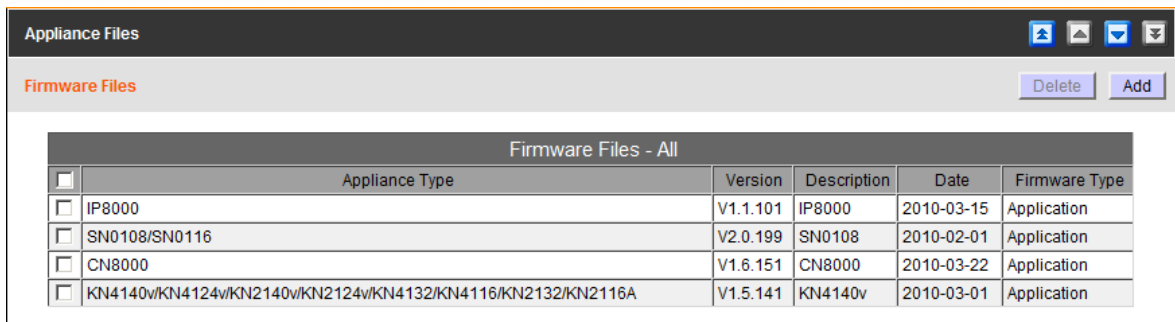 Appliance Files
Firmware Files Delete Add
Firmware Files - All
Appliance Type Version Description Date Firmware Type
IP8000 V1.1.101 IP8000 2010-03-15 Application
SN0108/SN0116 V2.0.199 SN0108 2010-02-01 Application
CN8000 V1.6.151 CN8000 2010-03-22 Application
KN4140v/KN4124v/KN2140v/KN2124v/KN4132/KN4116/KN2132/KN2116A V1.5.141 KN4140v 2010-03-01 Application